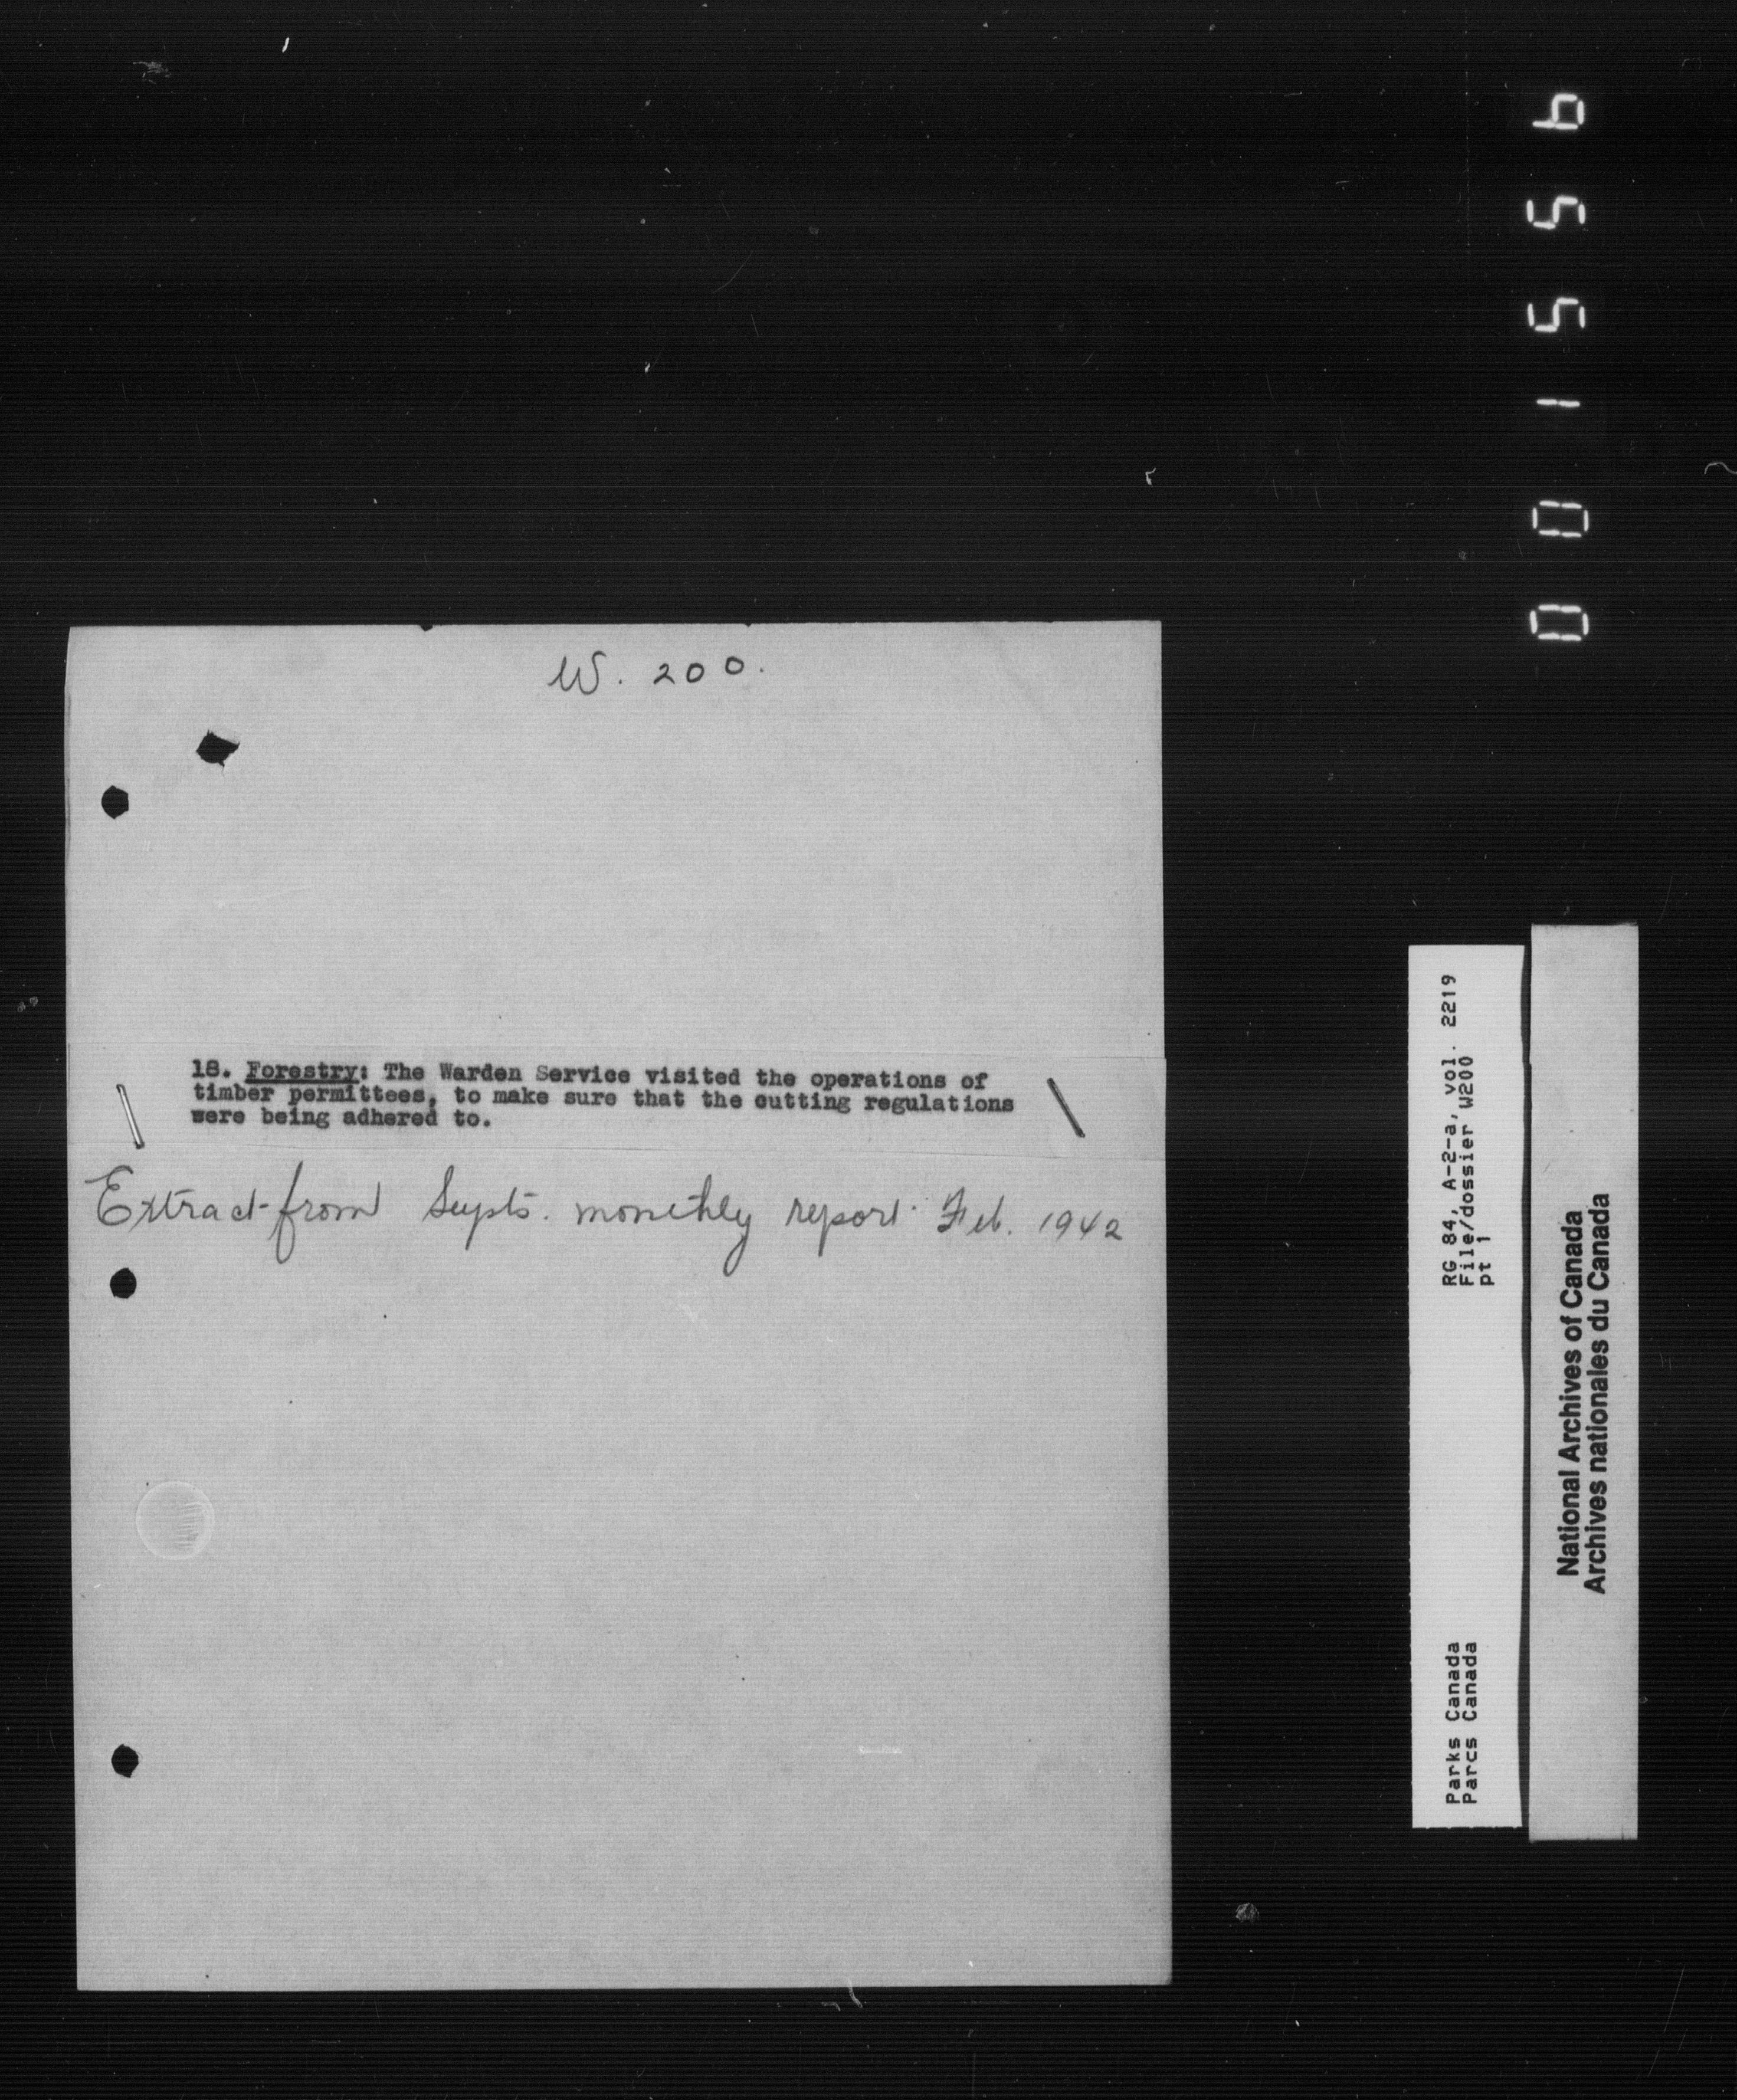 W. 200.
18. Forestry: The Warden Service visited the operations of
timber permittees, to make sure that the cutting regulations
were being adhered to.
Extract from Supts. monthly report Feb. 1942
001556
RG 84, A-2-a, vol. 2219
File/dossier W200
pt 1
Parks Canada
Parcs Canada
National Archives of Canada
Archives nationales du Canada